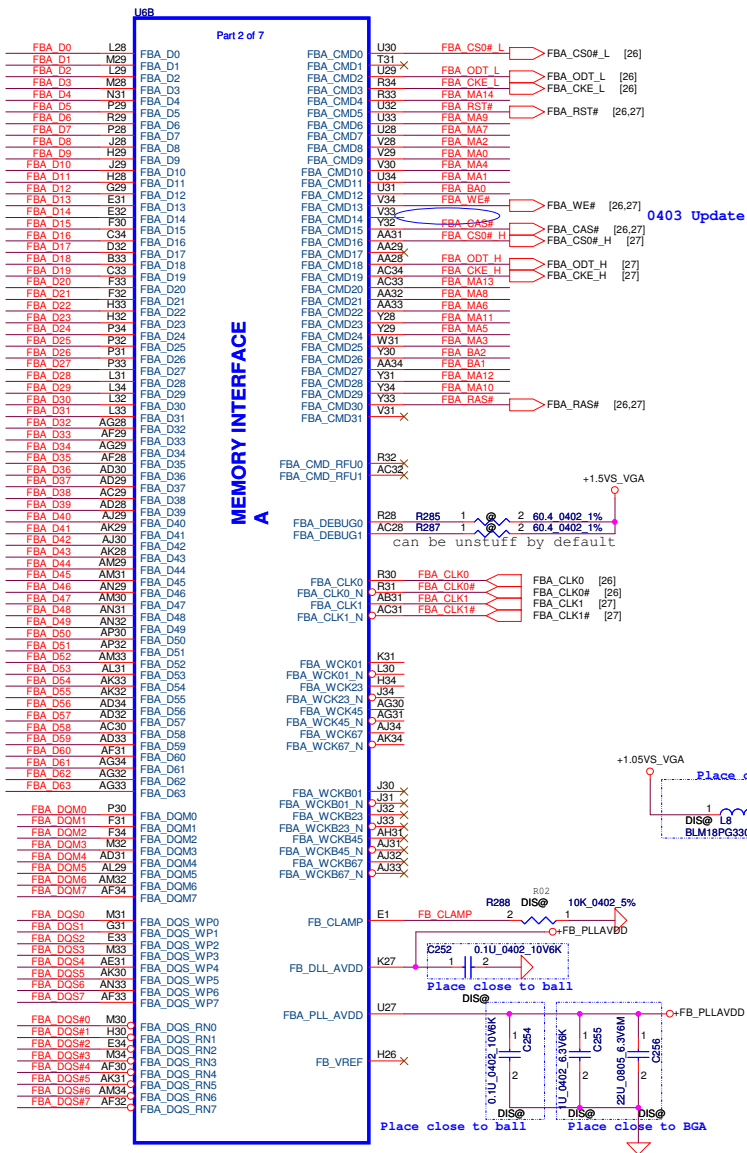 U6B
Part 2 of 7
MEMORY INTERFACE
A
FBA_D0 L28 FBA_D0
FBA_D1 M29 FBA_D1
FBA_D2 L29 FBA_D2
FBA_D3 M28 FBA_D3
FBA_D4 N31 FBA_D4
FBA_D5 P29 FBA_D5
FBA_D6 R29 FBA_D6
FBA_D7 P28 FBA_D7
FBA_D8 J28 FBA_D8
FBA_D9 H29 FBA_D9
FBA_D10 J29 FBA_D10
FBA_D11 H28 FBA_D11
FBA_D12 G29 FBA_D12
FBA_D13 E31 FBA_D13
FBA_D14 E32 FBA_D14
FBA_D15 F30 FBA_D15
FBA_D16 C34 FBA_D16
FBA_D17 D32 FBA_D17
FBA_D18 B33 FBA_D18
FBA_D19 C33 FBA_D19
FBA_D20 F33 FBA_D20
FBA_D21 F32 FBA_D21
FBA_D22 H33 FBA_D22
FBA_D23 H32 FBA_D23
FBA_D24 P34 FBA_D24
FBA_D25 P32 FBA_D25
FBA_D26 P31 FBA_D26
FBA_D27 P33 FBA_D27
FBA_D28 L31 FBA_D28
FBA_D29 L34 FBA_D29
FBA_D30 L32 FBA_D30
FBA_D31 L33 FBA_D31
FBA_D32 AG28 FBA_D32
FBA_D33 AF29 FBA_D33
FBA_D34 AG29 FBA_D34
FBA_D35 AF28 FBA_D35
FBA_D36 AD30 FBA_D36
FBA_D37 AD29 FBA_D37
FBA_D38 AC29 FBA_D38
FBA_D39 AD28 FBA_D39
FBA_D40 AJ29 FBA_D40
FBA_D41 AK29 FBA_D41
FBA_D42 AJ30 FBA_D42
FBA_D43 AK28 FBA_D43
FBA_D44 AM29 FBA_D44
FBA_D45 AM31 FBA_D45
FBA_D46 AN29 FBA_D46
FBA_D47 AM30 FBA_D47
FBA_D48 AN31 FBA_D48
FBA_D49 AN32 FBA_D49
FBA_D50 AP30 FBA_D50
FBA_D51 AP32 FBA_D51
FBA_D52 AM33 FBA_D52
FBA_D53 AL31 FBA_D53
FBA_D54 AK33 FBA_D54
FBA_D55 AK32 FBA_D55
FBA_D56 AD34 FBA_D56
FBA_D57 AD32 FBA_D57
FBA_D58 AC30 FBA_D58
FBA_D59 AD33 FBA_D59
FBA_D60 AF31 FBA_D60
FBA_D61 AG34 FBA_D61
FBA_D62 AG32 FBA_D62
FBA_D63 AG33 FBA_D63
FBA_DQM0 P30 FBA_DQM0
FBA_DQM1 F31 FBA_DQM1
FBA_DQM2 F34 FBA_DQM2
FBA_DQM3 M32 FBA_DQM3
FBA_DQM4 AD31 FBA_DQM4
FBA_DQM5 AL29 FBA_DQM5
FBA_DQM6 AM32 FBA_DQM6
FBA_DQM7 AF34 FBA_DQM7
FBA_DQS0 M31 FBA_DQS_WP0
FBA_DQS1 G31 FBA_DQS_WP1
FBA_DQS2 E33 FBA_DQS_WP2
FBA_DQS3 M33 FBA_DQS_WP3
FBA_DQS4 AE31 FBA_DQS_WP4
FBA_DQS5 AK30 FBA_DQS_WP5
FBA_DQS6 AN33 FBA_DQS_WP6
FBA_DQS7 AF33 FBA_DQS_WP7
FBA_DQS#0 M30 FBA_DQS_RN0
FBA_DQS#1 H30 FBA_DQS_RN1
FBA_DQS#2 E34 FBA_DQS_RN2
FBA_DQS#3 M34 FBA_DQS_RN3
FBA_DQS#4 AF30 FBA_DQS_RN4
FBA_DQS#5 AK31 FBA_DQS_RN5
FBA_DQS#6 AM34 FBA_DQS_RN6
FBA_DQS#7 AF32 FBA_DQS_RN7
FBA_CMD0 U30 FBA_CS0#_L FBA_CS0#_L [26]
FBA_CMD1 T31
FBA_CMD2 U29 FBA_ODT_L FBA_ODT_L [26]
FBA_CMD3 R34 FBA_CKE_L FBA_CKE_L [26]
FBA_CMD4 R33 FBA_MA14
FBA_CMD5 U32 FBA_RST# FBA_RST# [26,27]
FBA_CMD6 U33 FBA_MA9
FBA_CMD7 U28 FBA_MA7
FBA_CMD8 V28 FBA_MA2
FBA_CMD9 V29 FBA_MA0
FBA_CMD10 V30 FBA_MA4
FBA_CMD11 U34 FBA_MA1
FBA_CMD12 U31 FBA_BA0
FBA_CMD13 V34 FBA_WE# FBA_WE# [26,27]
FBA_CMD14 V33 0403 Update
FBA_CMD15 Y32 FBA_CAS# FBA_CAS# [26,27]
FBA_CMD16 AA31 FBA_CS0#_H FBA_CS0#_H [27]
FBA_CMD17 AA29
FBA_CMD18 AA28 FBA_ODT_H FBA_ODT_H [27]
FBA_CMD19 AC34 FBA_CKE_H FBA_CKE_H [27]
FBA_CMD20 AC33 FBA_MA13
FBA_CMD21 AA32 FBA_MA8
FBA_CMD22 AA33 FBA_MA6
FBA_CMD23 Y28 FBA_MA11
FBA_CMD24 Y29 FBA_MA5
FBA_CMD25 W31 FBA_MA3
FBA_CMD26 Y30 FBA_BA2
FBA_CMD27 AA34 FBA_BA1
FBA_CMD28 Y31 FBA_MA12
FBA_CMD29 Y34 FBA_MA10
FBA_CMD30 Y33 FBA_RAS# FBA_RAS# [26,27]
FBA_CMD31 V31
FBA_CMD_RFU0 R32
FBA_CMD_RFU1 AC32
+1.5VS_VGA
FBA_DEBUG0 R28 R285 1 @ 2 60.4_0402_1%
FBA_DEBUG1 AC28 R287 1 @ 2 60.4_0402_1%
can be unstuff by default
FBA_CLK0 R30 FBA_CLK0 FBA_CLK0 [26]
FBA_CLK0_N R31 FBA_CLK0# FBA_CLK0# [26]
FBA_CLK1 AB31 FBA_CLK1 FBA_CLK1 [27]
FBA_CLK1_N AC31 FBA_CLK1# FBA_CLK1# [27]
FBA_WCK01 K31
FBA_WCK01_N L30
FBA_WCK23 H34
FBA_WCK23_N J34
FBA_WCK45 AG30
FBA_WCK45_N AG31
FBA_WCK67 AJ34
FBA_WCK67_N AK34
FBA_WCKB01 J30
FBA_WCKB01_N J31
FBA_WCKB23 J32
FBA_WCKB23_N J33
FBA_WCKB45 AH31
FBA_WCKB45_N AJ31
FBA_WCKB67 AJ32
FBA_WCKB67_N AJ33
+1.05VS_VGA
Place
1
DIS@ L8
BLM18PG330
R02
FB_CLAMP E1 FB_CLAMP R288 2 DIS@ 1 10K_0402_5%
+FB_PLLAVDD
C252 0.1U_0402_10V6K
FB_DLL_AVDD K27 1 2
Place close to ball
DIS@
FBA_PLL_AVDD U27 +FB_PLLAVDD
0.1U_0402_10V6K 1 2 C254 DIS@
1U_0402_6.3V6K 1 2 C255 DIS@
22U_0805_6.3V6M 1 2 C256 DIS@
FB_VREF H26
Place close to ball
Place close to BGA